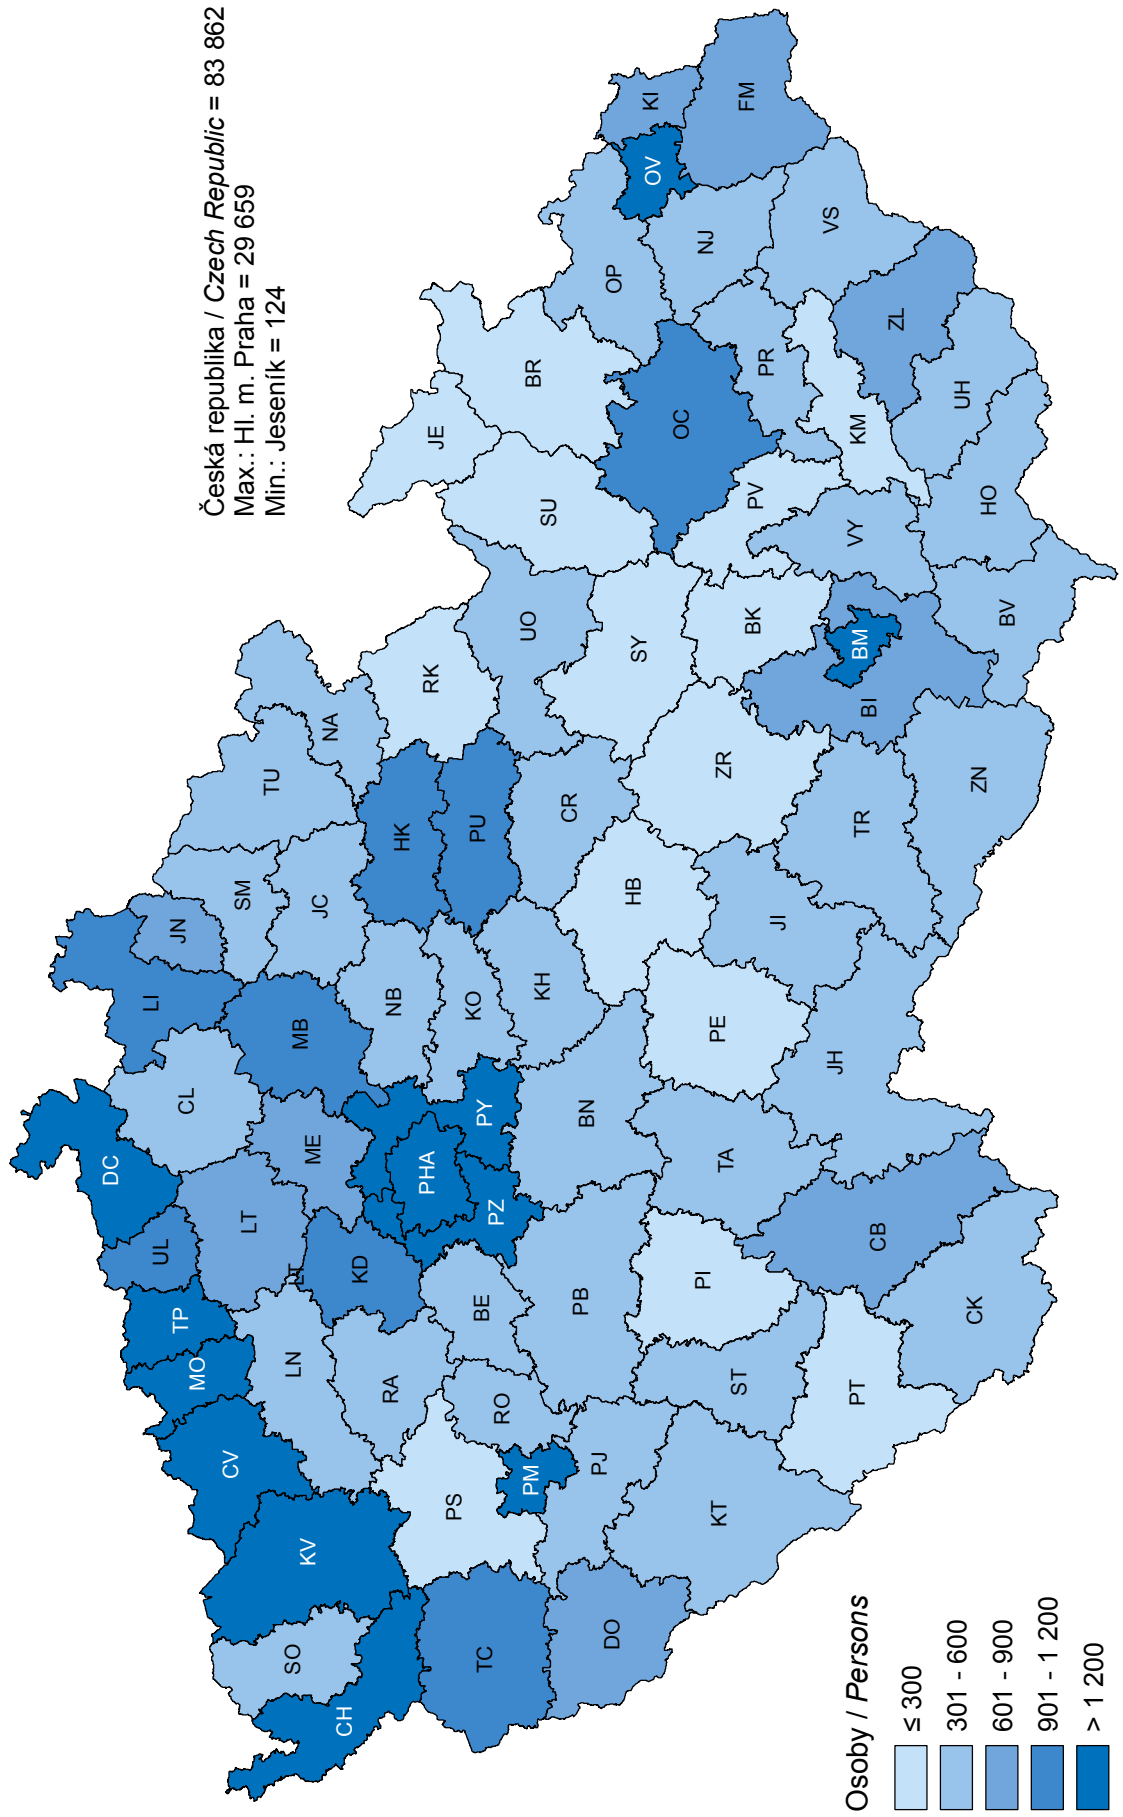 Česká republika / Czech Republic = 83 862
Max.: Hl. m. Praha = 29 659
Min.: Jeseník = 124
DC
LI
JN
UL
CL
SM
TU
TP
LT
MB
JC
NA
MO
ME
LT
CV
LN
KD
HK
RK
JE
KV
RA
PHA
NB
PU
SO
BE
PZ
PY
KO
UO
SU
BR
CH
PS
RO
KH
CR
OP
KI
PM
PB
BN
HB
SY
OC
OV
TC
PJ
NJ
FM
DO
KT
ST
PI
TA
PE
ZR
BK
PV
PR
VS
JI
JH
TR
BI
BM
VY
KM
ZL
PT
CB
CK
ZN
BV
HO
UH
Osoby / Persons
≤ 300
301 - 600
601 - 900
901 - 1 200
> 1 200